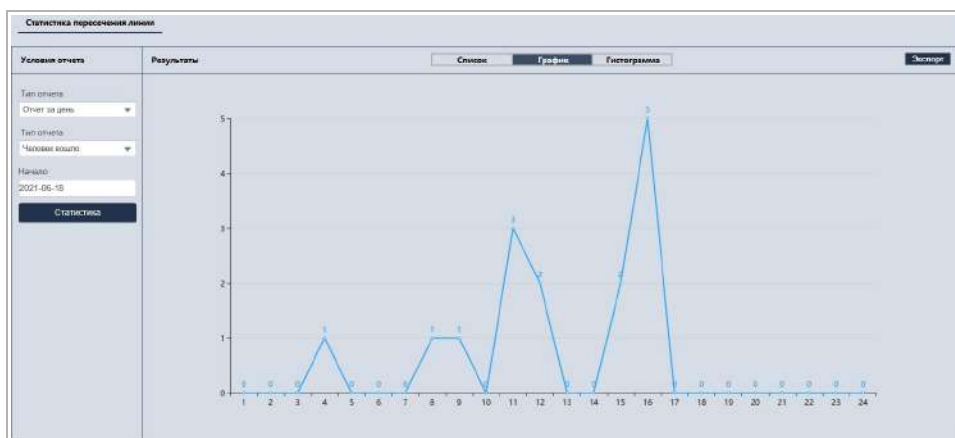 Статистика пересечения линии
Условия отчета
Результаты
Список График Гистограмма
Экспорт
Тип отчета
Отчет за день
Тип отчета
Человек вошло
Начало
2021-06-18
Статистика
5
4
3
2
1
0
0 0 0 1 0 0 0 1 1 0 3 2 0 0 2 5 0 0 0 0 0 0 0 0
1 2 3 4 5 6 7 8 9 10 11 12 13 14 15 16 17 18 19 20 21 22 23 24